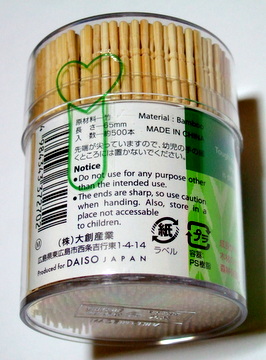 原材料―竹
長 さ―65mm
入 数―約500本
Material : Bamboo
MADE IN CHINA
先端が尖っていますので、幼児の手の届
くところには置かないでください。
Notice
●Do not use for any purpose other
than the intended use.
●The ends are sharp, so use caution
when handing. Also, store in a
place not accessable
to children.
(株)大創産業
広島県東広島市西条吉行東1-4-14
Produced for DAISO JAPAN
紙
ラベル
プラ
容器
PS樹脂
M